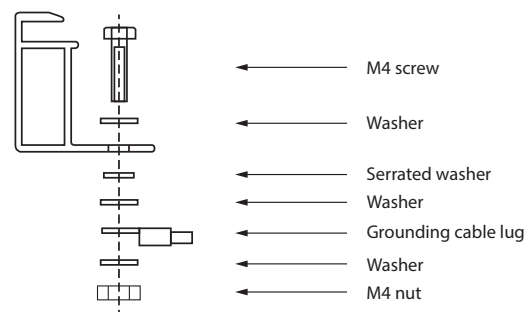 M4 screw
Washer
Serrated washer
Washer
Grounding cable lug
Washer
M4 nut